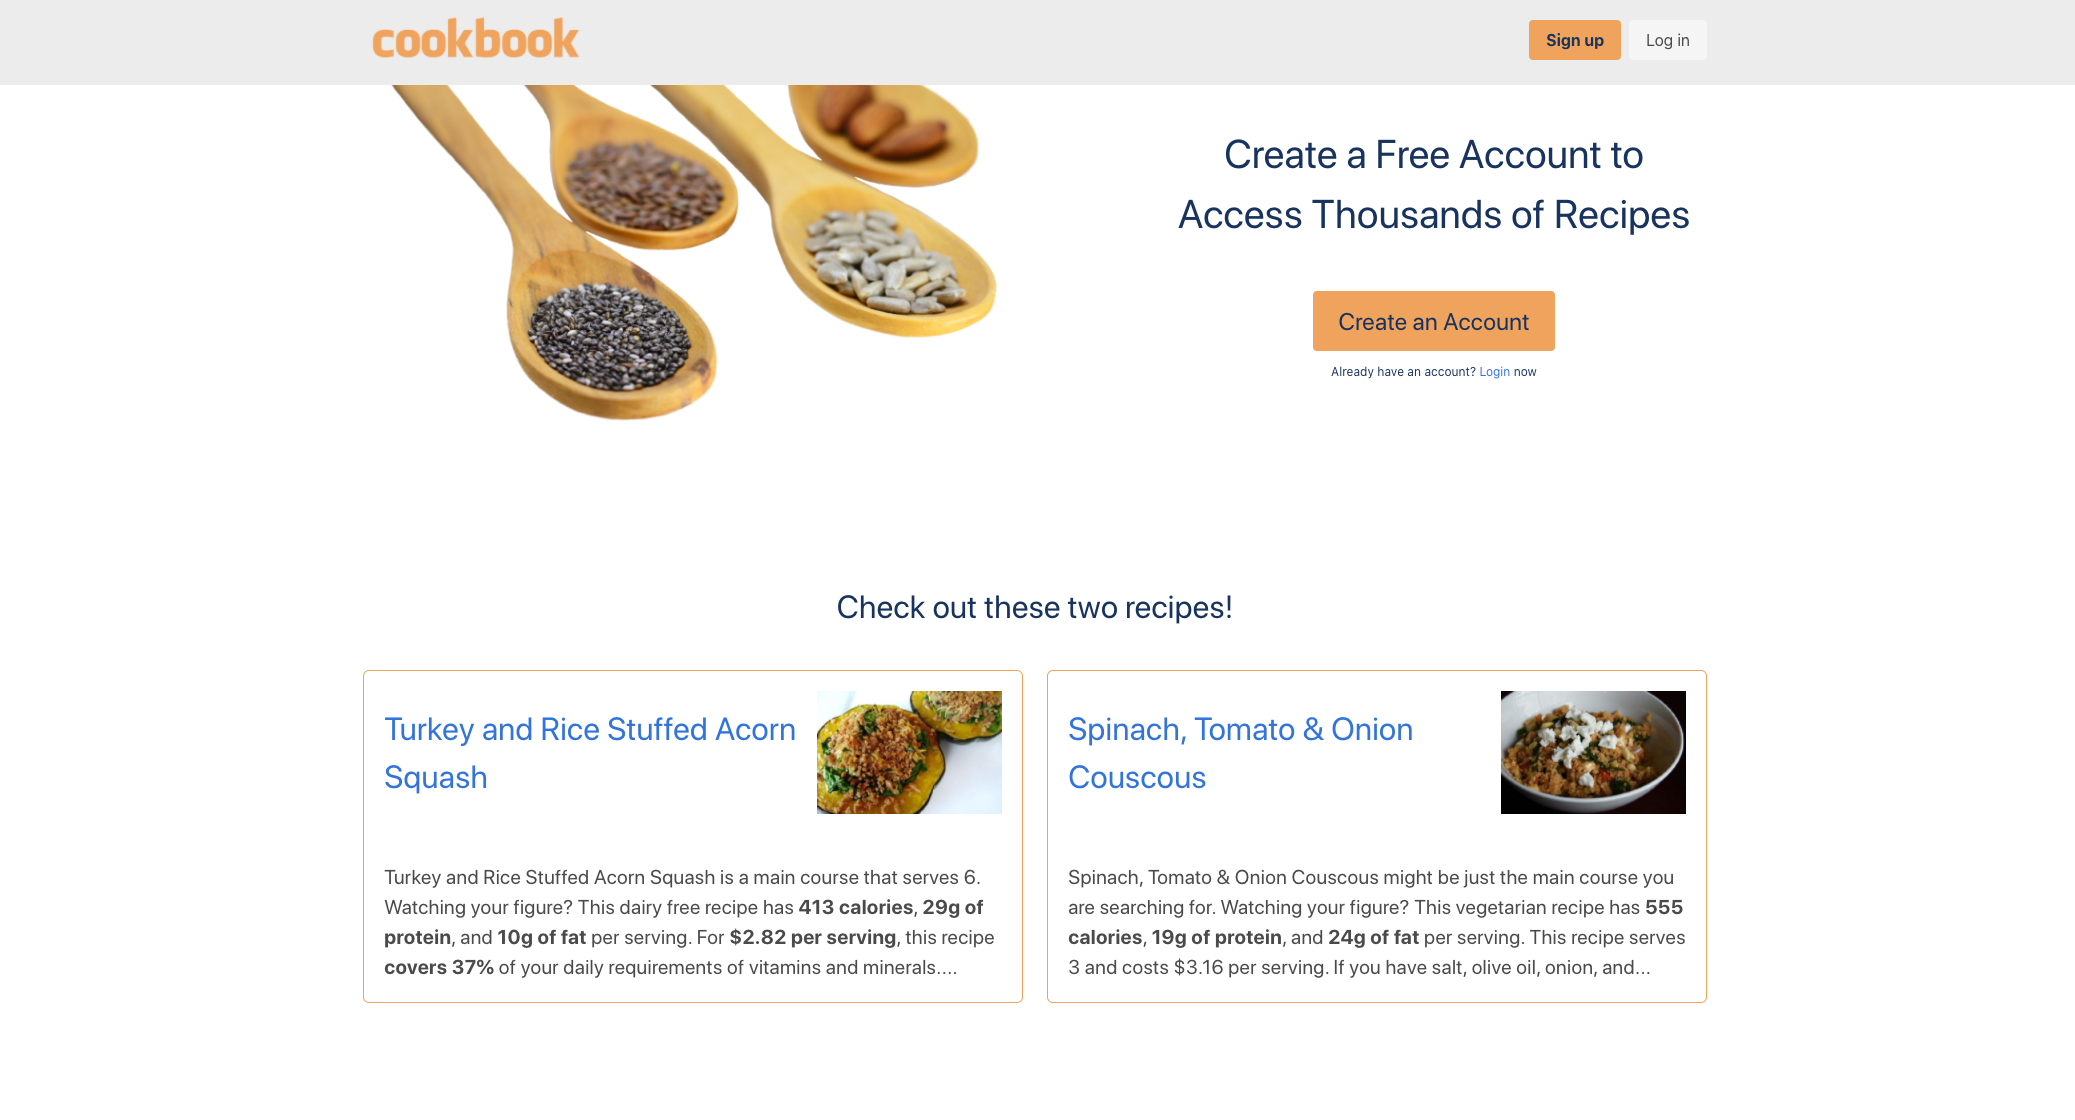 cookbook
Sign up
Log in
Create a Free Account to
Access Thousands of Recipes
Create an Account
Already have an account? Login now
Check out these two recipes!
Turkey and Rice Stuffed Acorn
Squash
Turkey and Rice Stuffed Acorn Squash is a main course that serves 6.
Watching your figure? This dairy free recipe has 413 calories, 29g of
protein, and 10g of fat per serving. For $2.82 per serving, this recipe
covers 37% of your daily requirements of vitamins and minerals....
Spinach, Tomato & Onion
Couscous
Spinach, Tomato & Onion Couscous might be just the main course you
are searching for. Watching your figure? This vegetarian recipe has 555
calories, 19g of protein, and 24g of fat per serving. This recipe serves
3 and costs $3.16 per serving. If you have salt, olive oil, onion, and...